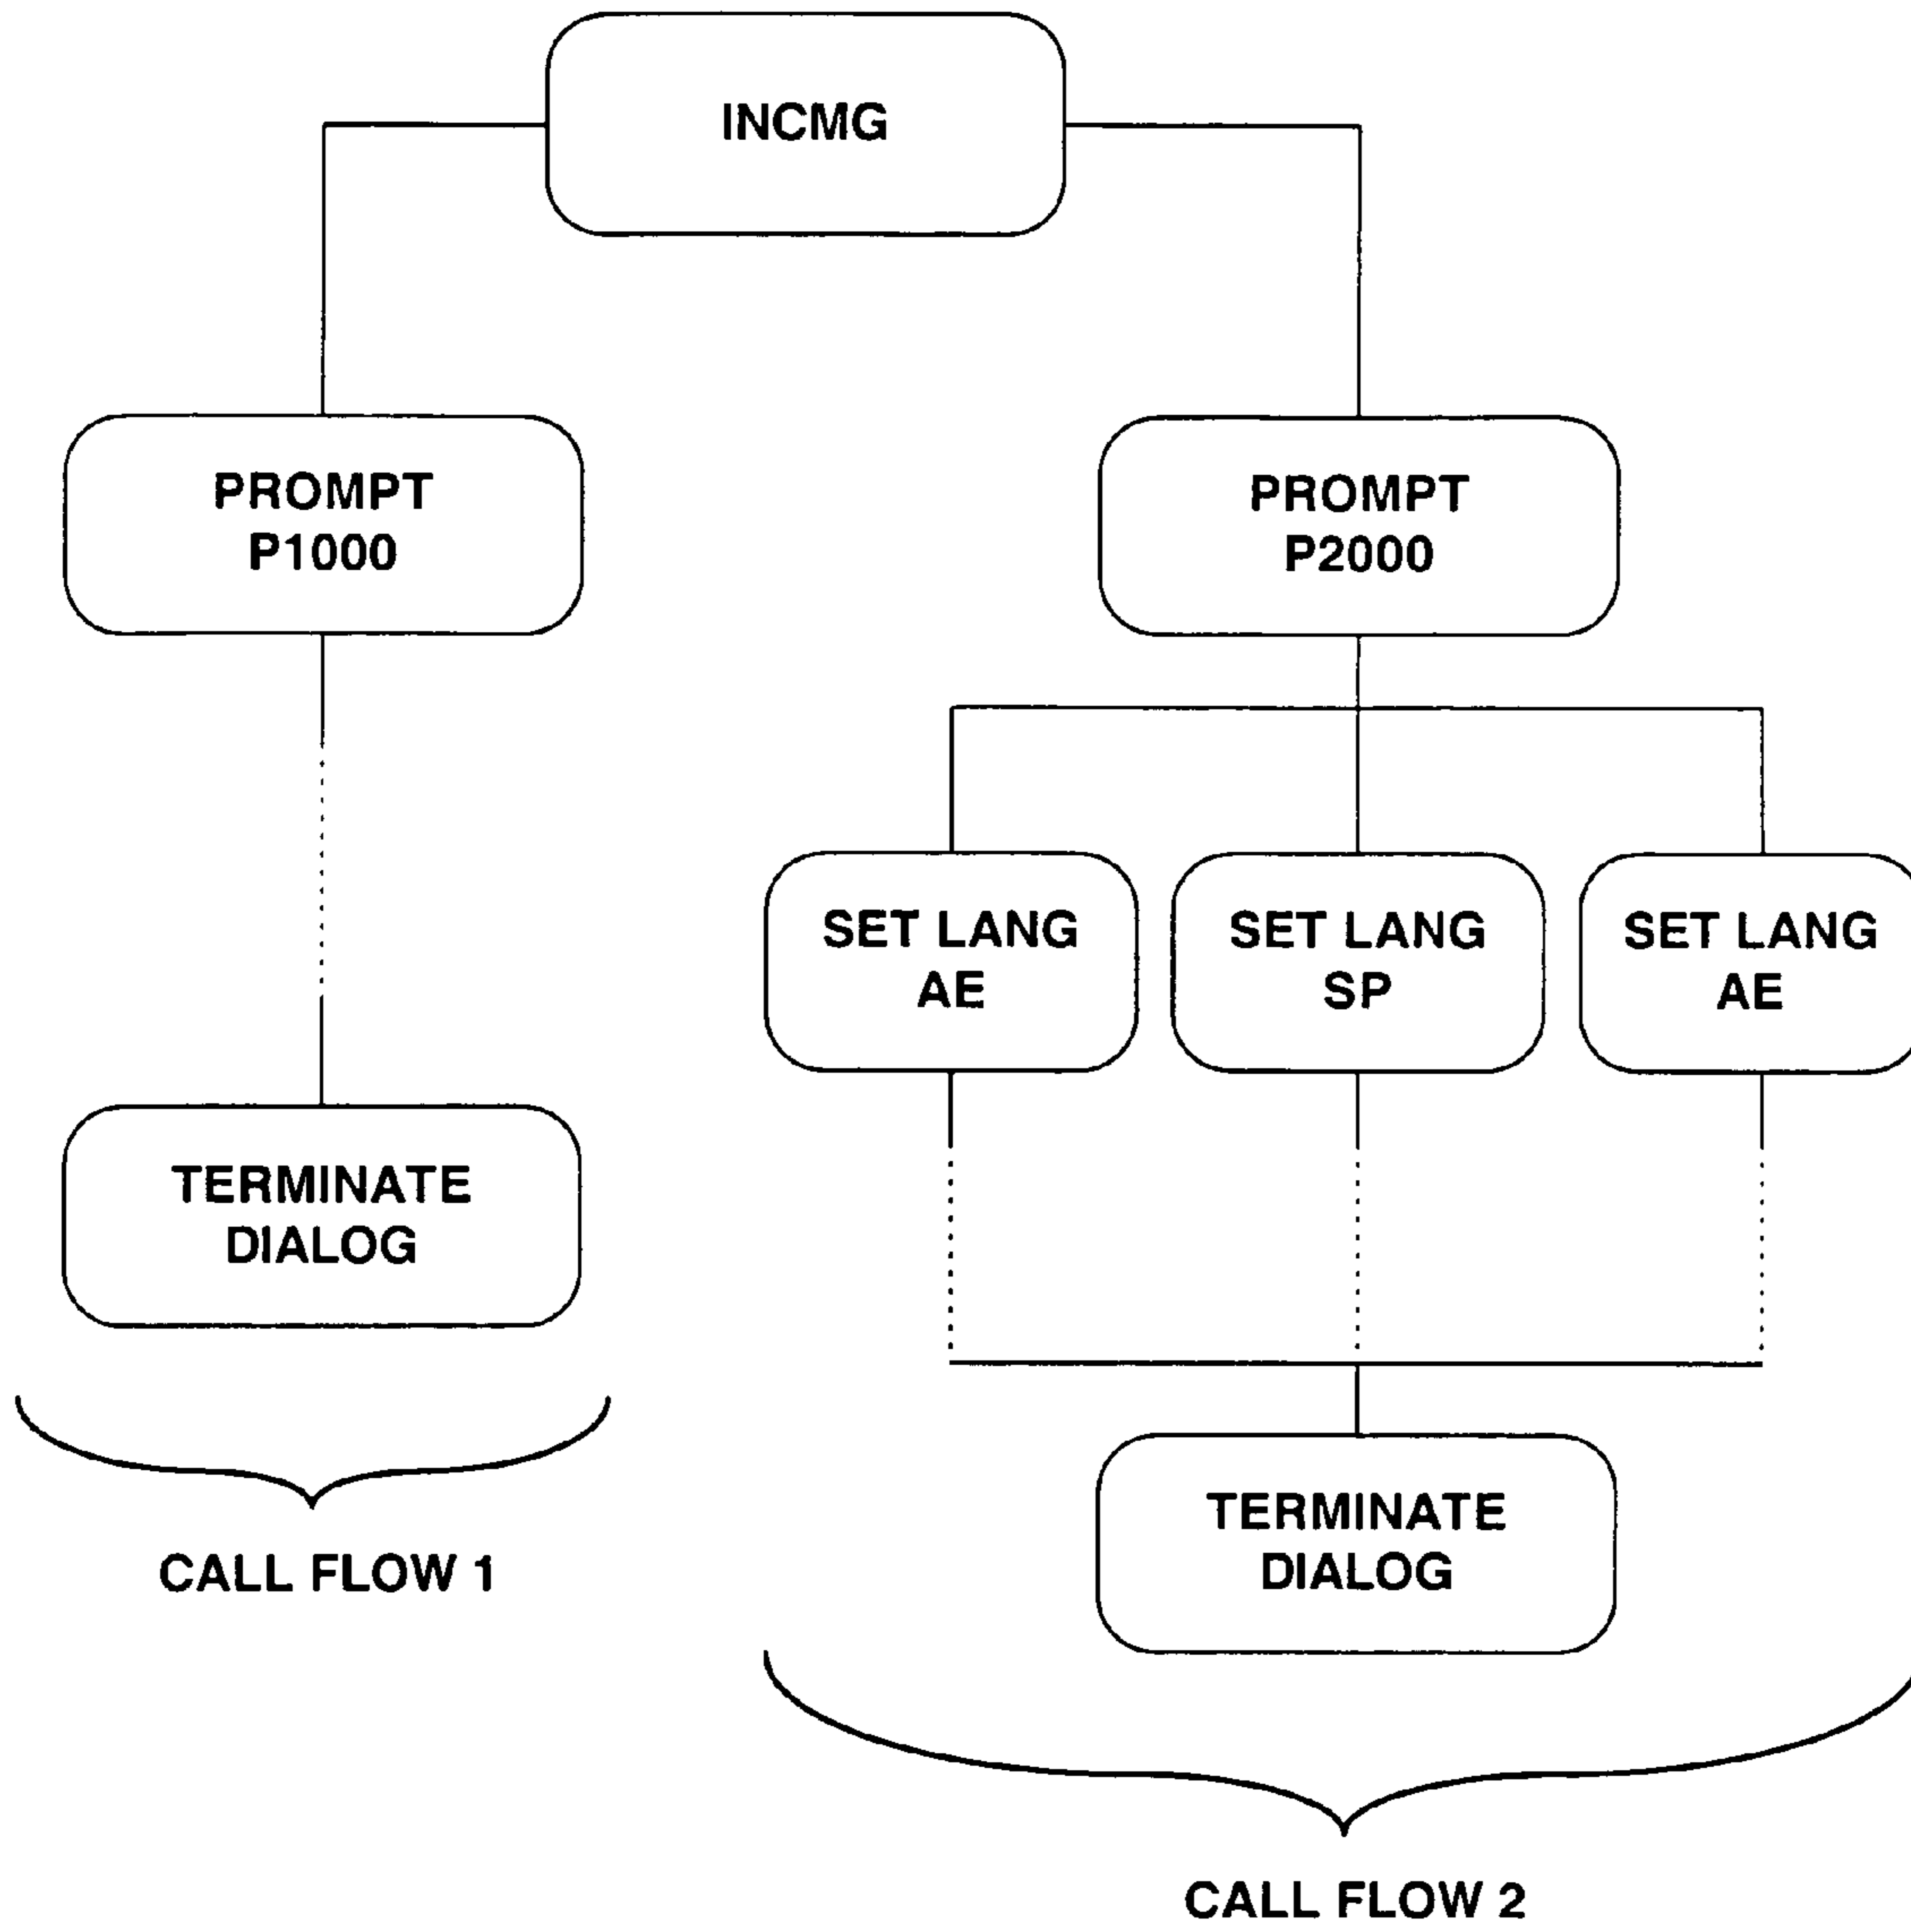 INCMG
PROMPT
P1000
PROMPT
P2000
SET LANG
AE
SET LANG
SP
SET LANG
AE
TERMINATE
DIALOG
TERMINATE
DIALOG
CALL FLOW 1
CALL FLOW 2